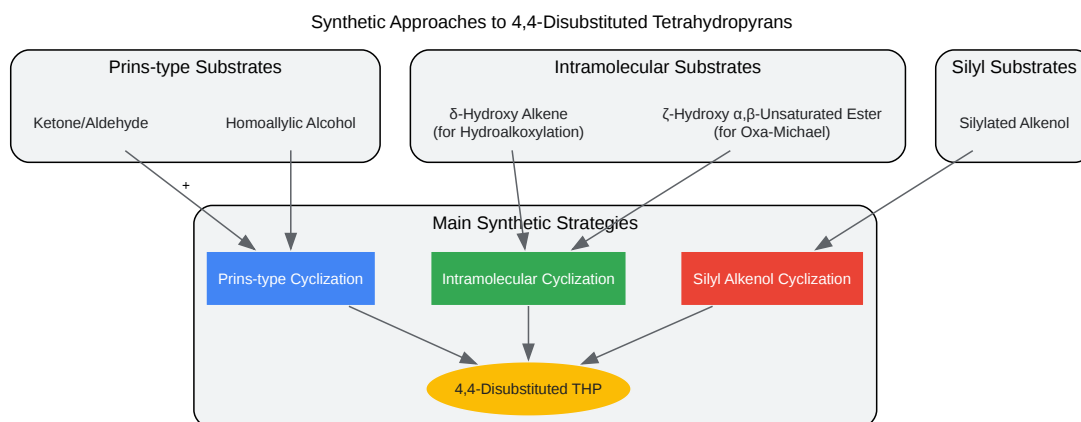 Synthetic Approaches to 4,4-Disubstituted Tetrahydropyrans
Prins-type Substrates
Intramolecular Substrates
Silyl Substrates
Ketone/Aldehyde
Homoallylic Alcohol
δ-Hydroxy Alkene
(for Hydroalkoxylation)
ζ-Hydroxy α,β-Unsaturated Ester
(for Oxa-Michael)
Silylated Alkenol
+
Main Synthetic Strategies
Prins-type Cyclization
Intramolecular Cyclization
Silyl Alkenol Cyclization
4,4-Disubstituted THP